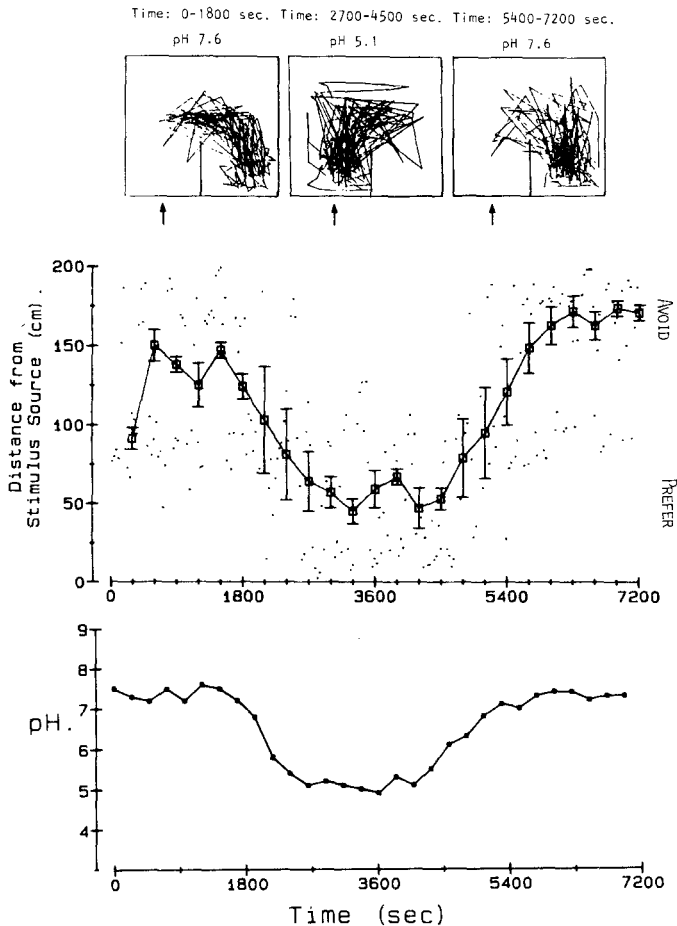 Time: 0-1800 sec. Time: 2700-4500 sec. Time: 5400-7200 sec.
pH 7.6 pH 5.1 pH 7.6
200
150
100
50
0
Distance from
Stimulus Source (cm).
AVOID
PREFER
0 1800 3600 5400 7200
9
8
7
6
5
4
pH.
0 1800 3600 5400 7200
Time (sec)